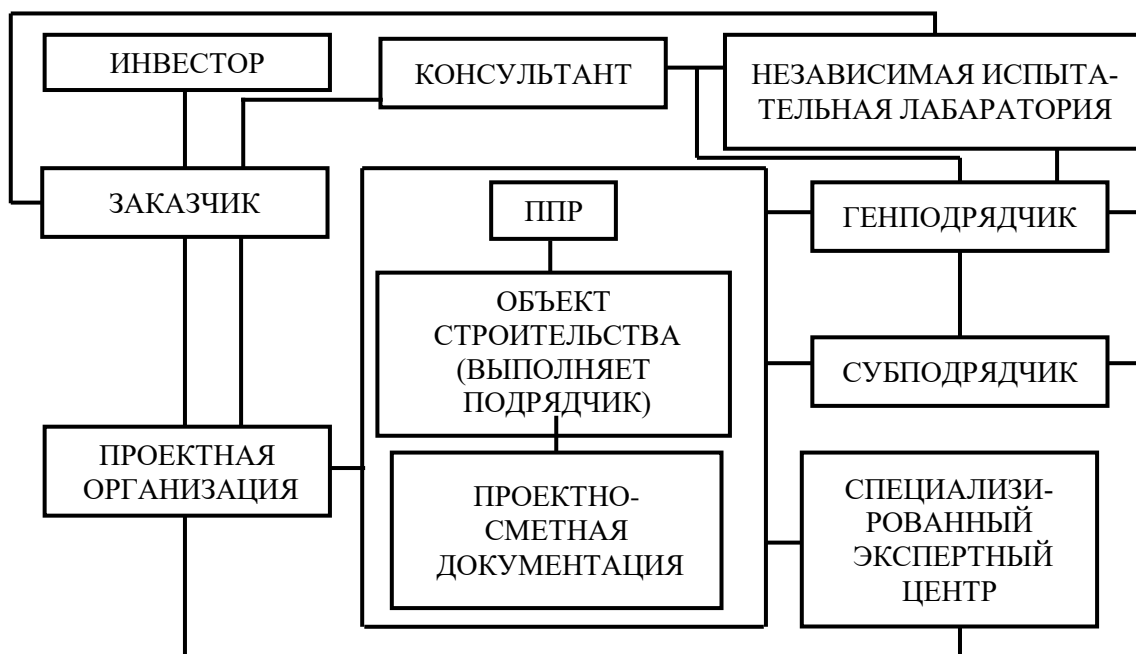 ИНВЕСТОР
КОНСУЛЬТАНТ
НЕЗАВИСИМАЯ ИСПЫТА-
ТЕЛЬНАЯ ЛАБАРАТОРИЯ
ЗАКАЗЧИК
ППР
ГЕНПОДРЯДЧИК
ОБЪЕКТ
СТРОИТЕЛЬСТВА
(ВЫПОЛНЯЕТ
ПОДРЯДЧИК)
СУБПОДРЯДЧИК
ПРОЕКТНАЯ
ОРГАНИЗАЦИЯ
ПРОЕКТНО-
СМЕТНАЯ
ДОКУМЕНТАЦИЯ
СПЕЦИАЛИЗИ-
РОВАННЫЙ
ЭКСПЕРТНЫЙ
ЦЕНТР